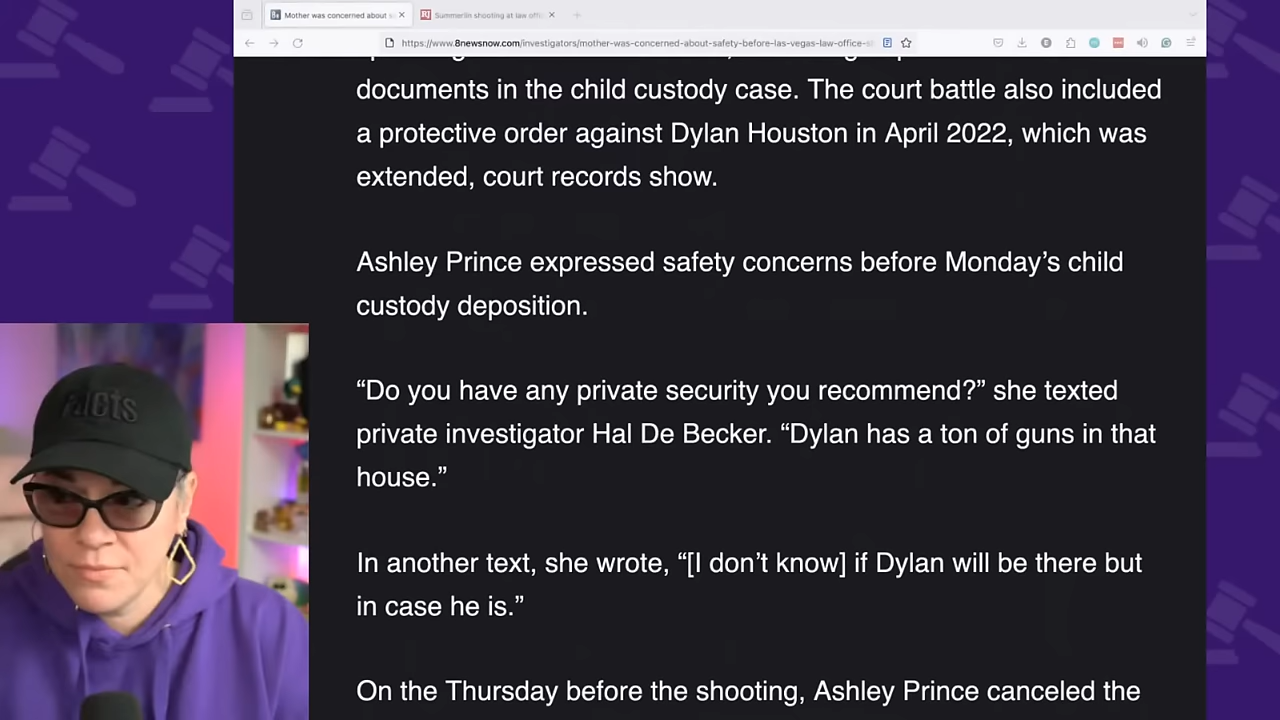 Mother was concerned about s
Summerlin shooting at law offi
https://www.8newsnow.com/investigators/mother-was-concerned-about-safety-before-las-vegas-law-office-s
documents in the child custody case. The court battle also included
a protective order against Dylan Houston in April 2022, which was
extended, court records show.
Ashley Prince expressed safety concerns before Monday’s child
custody deposition.
“Do you have any private security you recommend?” she texted
private investigator Hal De Becker. “Dylan has a ton of guns in that
house.”
In another text, she wrote, “[I don’t know] if Dylan will be there but
in case he is.”
On the Thursday before the shooting, Ashley Prince canceled the
facts